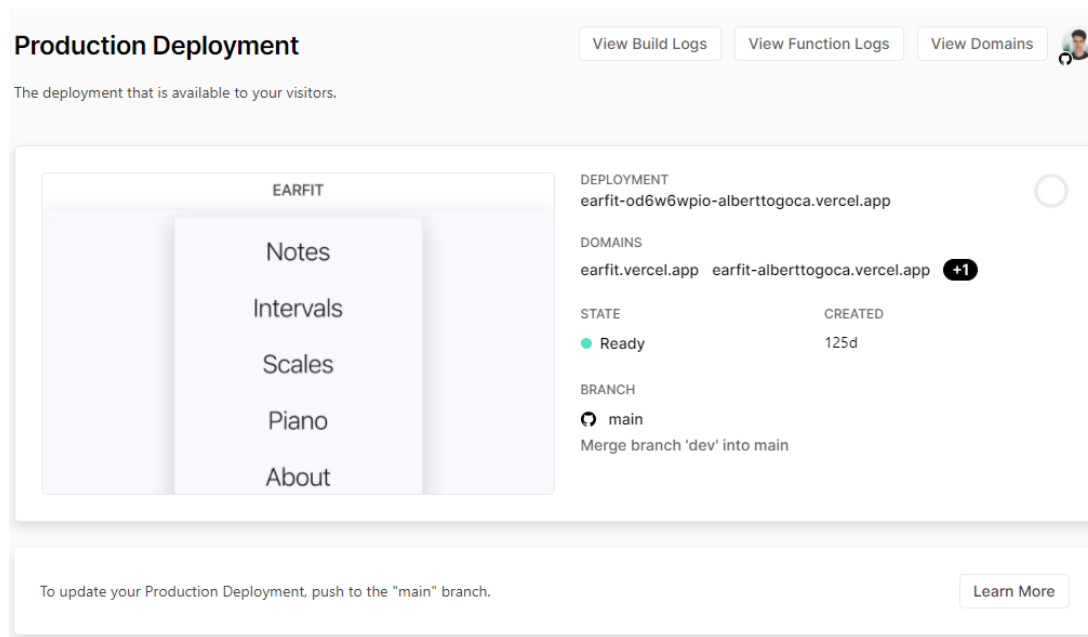 Production Deployment
View Build Logs
View Function Logs
View Domains
The deployment that is available to your visitors.
EARFIT
Notes
Intervals
Scales
Piano
About
DEPLOYMENT
earfit-od6w6wpio-alberttogoca.vercel.app
DOMAINS
earfit.vercel.app earfit-alberttogoca.vercel.app +1
STATE
Ready
CREATED
125d
BRANCH
main
Merge branch 'dev' into main
To update your Production Deployment, push to the "main" branch.
Learn More